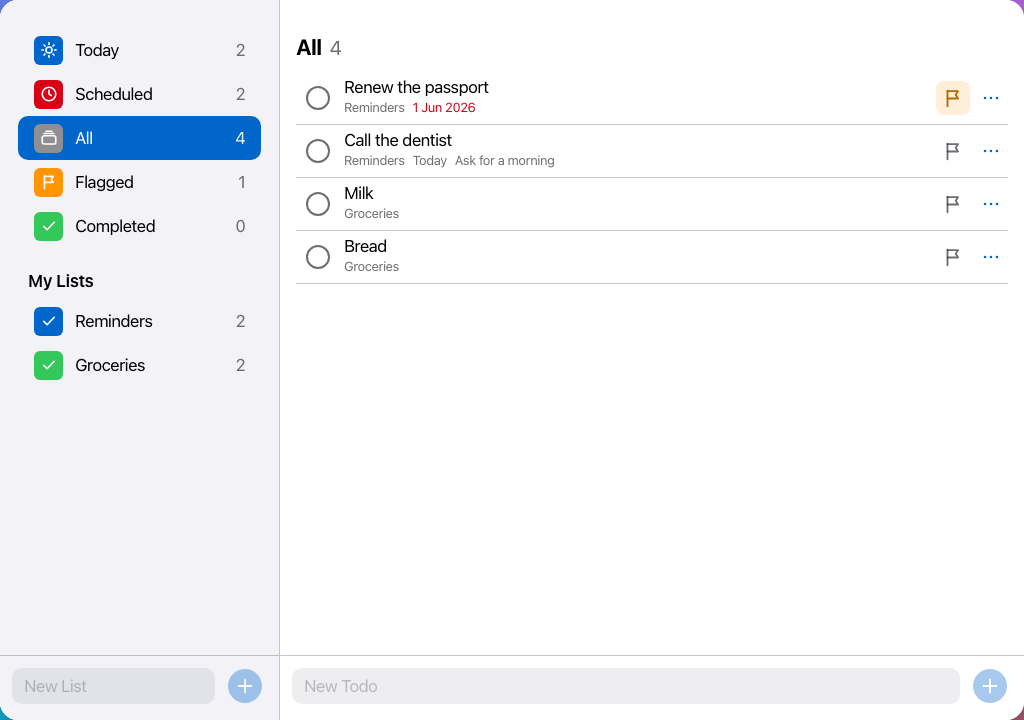 Today 2
Scheduled 2
All 4
Flagged 1
Completed 0
My Lists
Reminders 2
Groceries 2
New List
All 4
Renew the passport
Reminders 1 Jun 2026
Call the dentist
Reminders Today Ask for a morning
Milk
Groceries
Bread
Groceries
New Todo